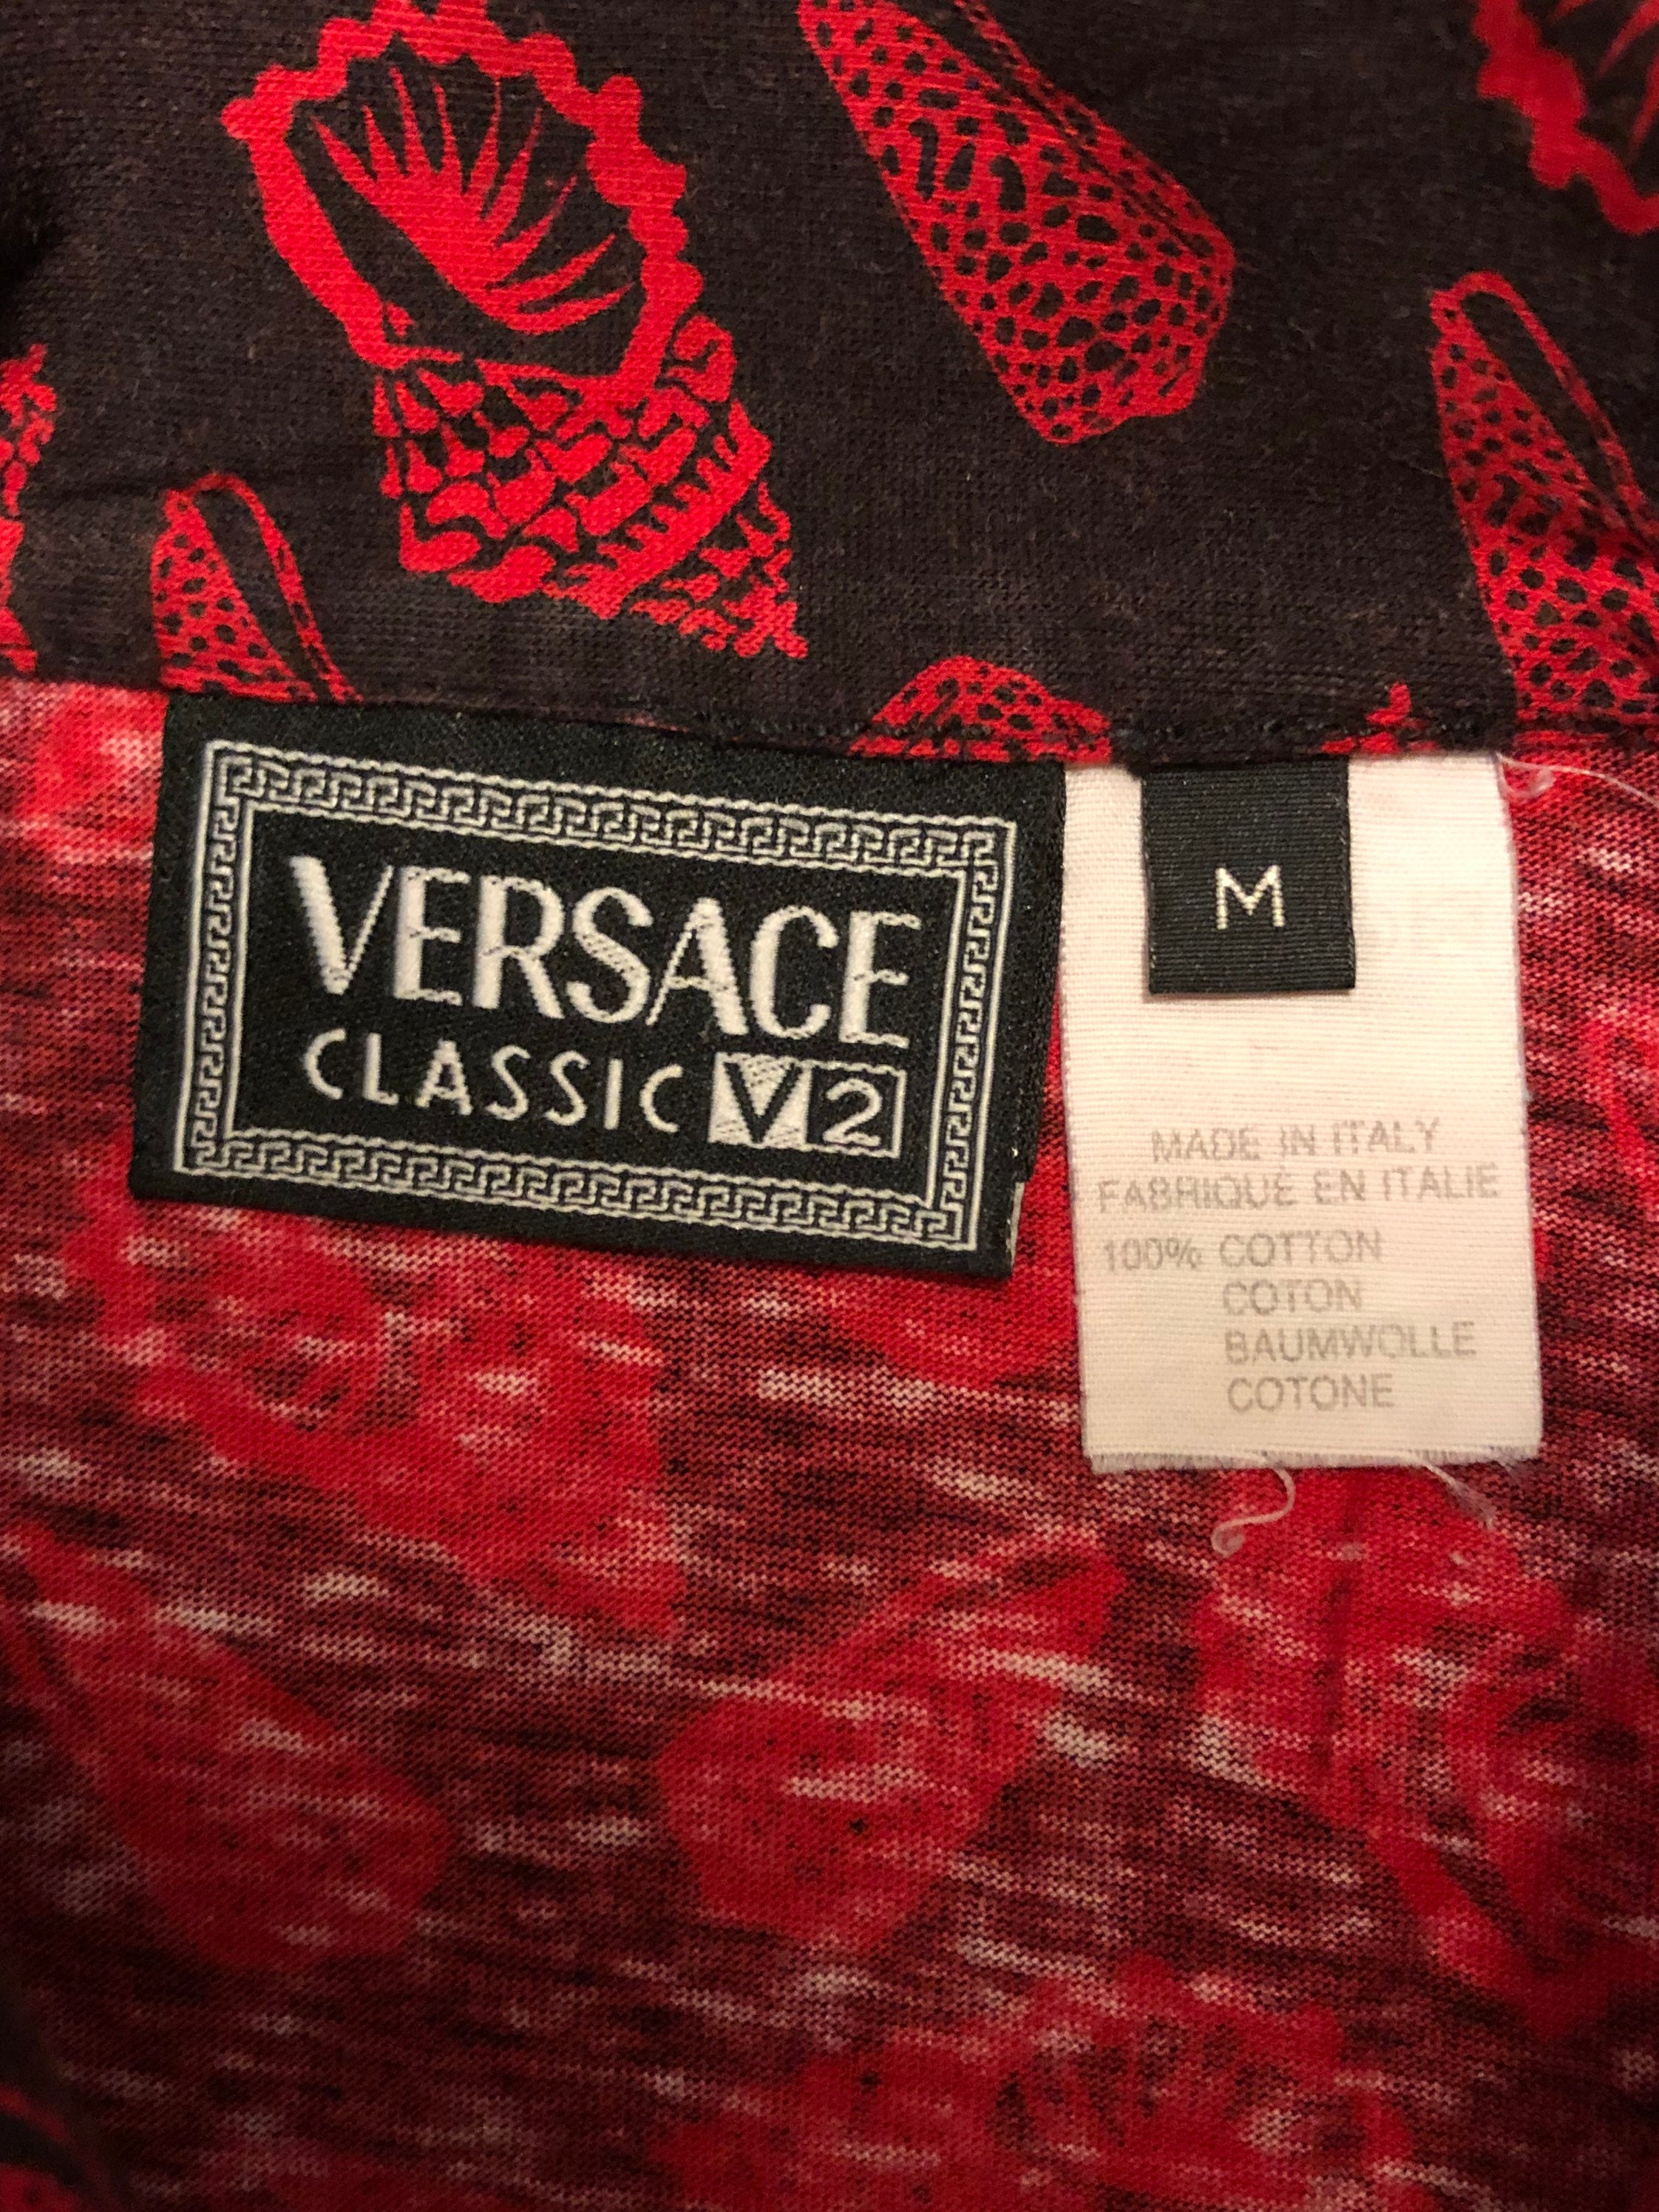 VERSACE
CLASSIC V2
M
MADE IN ITALY
FABRIQUÉ EN ITALIE
100% COTTON
COTON
BAUMWOLLE
COTONE